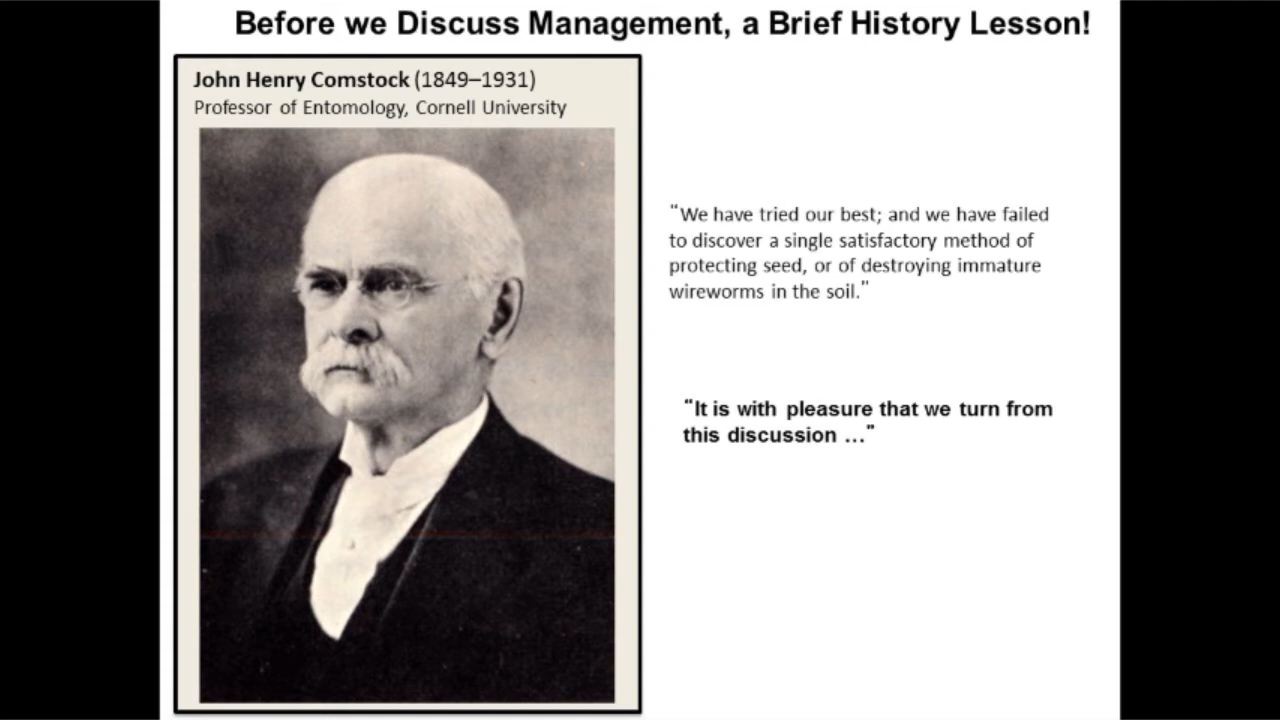 Before we Discuss Management, a Brief History Lesson!
John Henry Comstock (1849–1931)
Professor of Entomology, Cornell University
“We have tried our best; and we have failed
to discover a single satisfactory method of
protecting seed, or of destroying immature
wireworms in the soil.”
“It is with pleasure that we turn from
this discussion …”